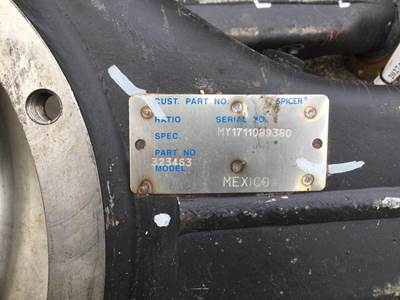 CUST. PART NO. SPICER®
RATIO SERIAL NO.
SPEC. MY1711089380
PART NO
323463
MODEL
MEXICO